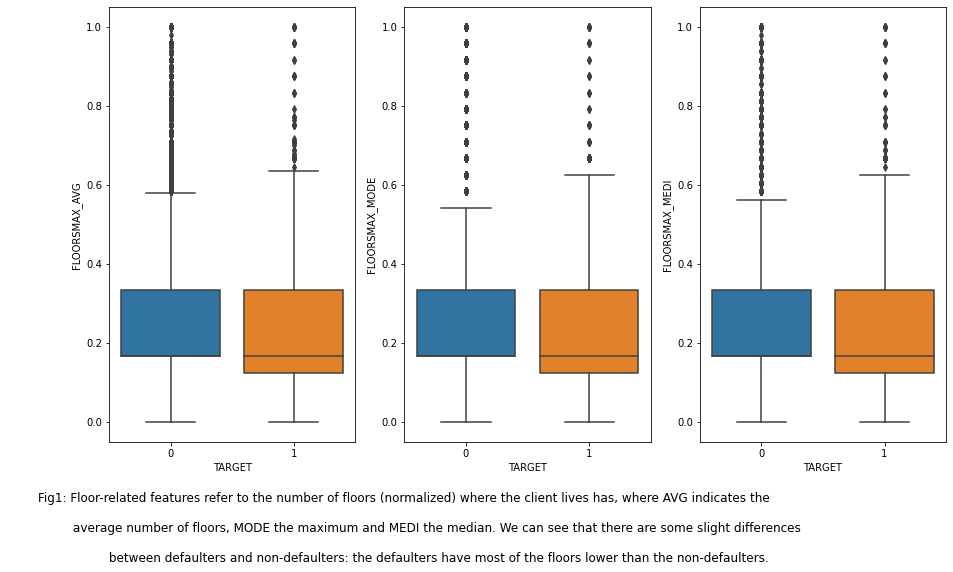 1.0
0.8
0.6
0.4
0.2
0.0
FLOORSMAX_AVG
0 1
TARGET
1.0
0.8
0.6
0.4
0.2
0.0
FLOORSMAX_MODE
0 1
TARGET
1.0
0.8
0.6
0.4
0.2
0.0
FLOORSMAX_MEDI
0 1
TARGET
Fig1: Floor-related features refer to the number of floors (normalized) where the client lives has, where AVG indicates the
average number of floors, MODE the maximum and MEDI the median. We can see that there are some slight differences
between defaulters and non-defaulters: the defaulters have most of the floors lower than the non-defaulters.